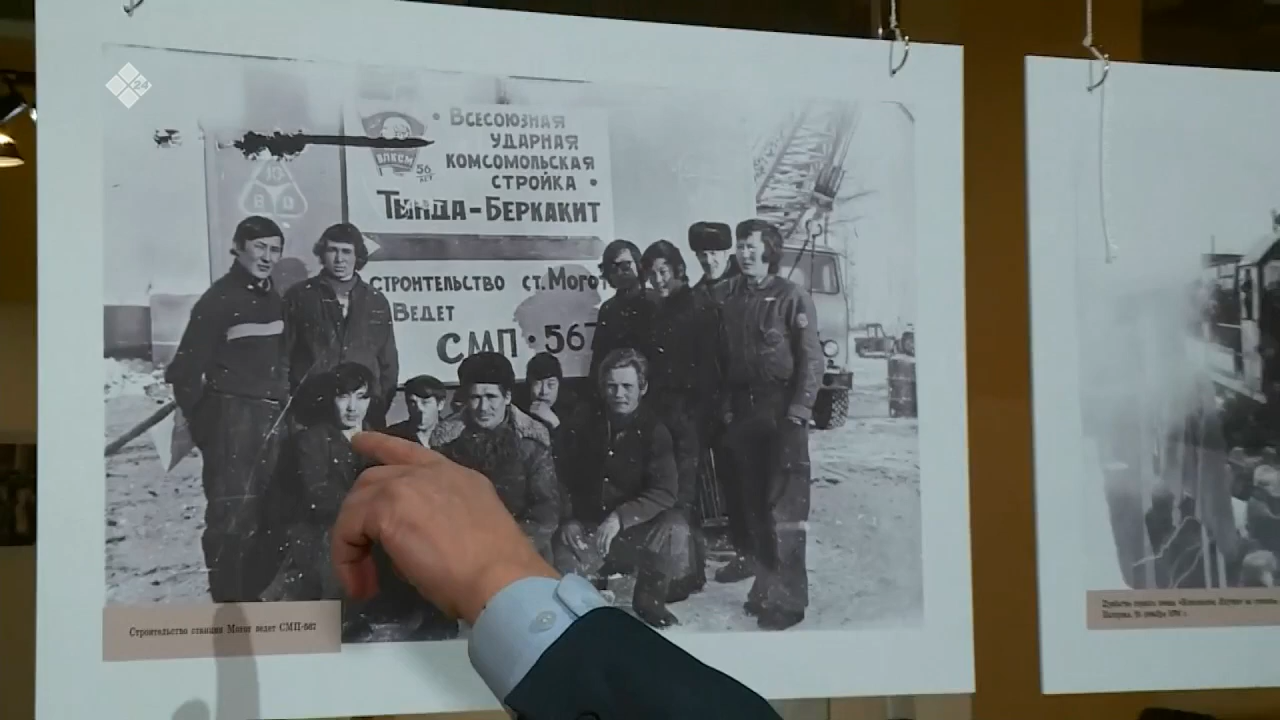 24
• Всесоюзная
ударная
комсомольская
стройка •
Тында-Беркакит
ВЛКСМ
56
лет
строительство ст. Могот
Ведет
СМП • 567
Строительство станции Могот ведет СМП-567